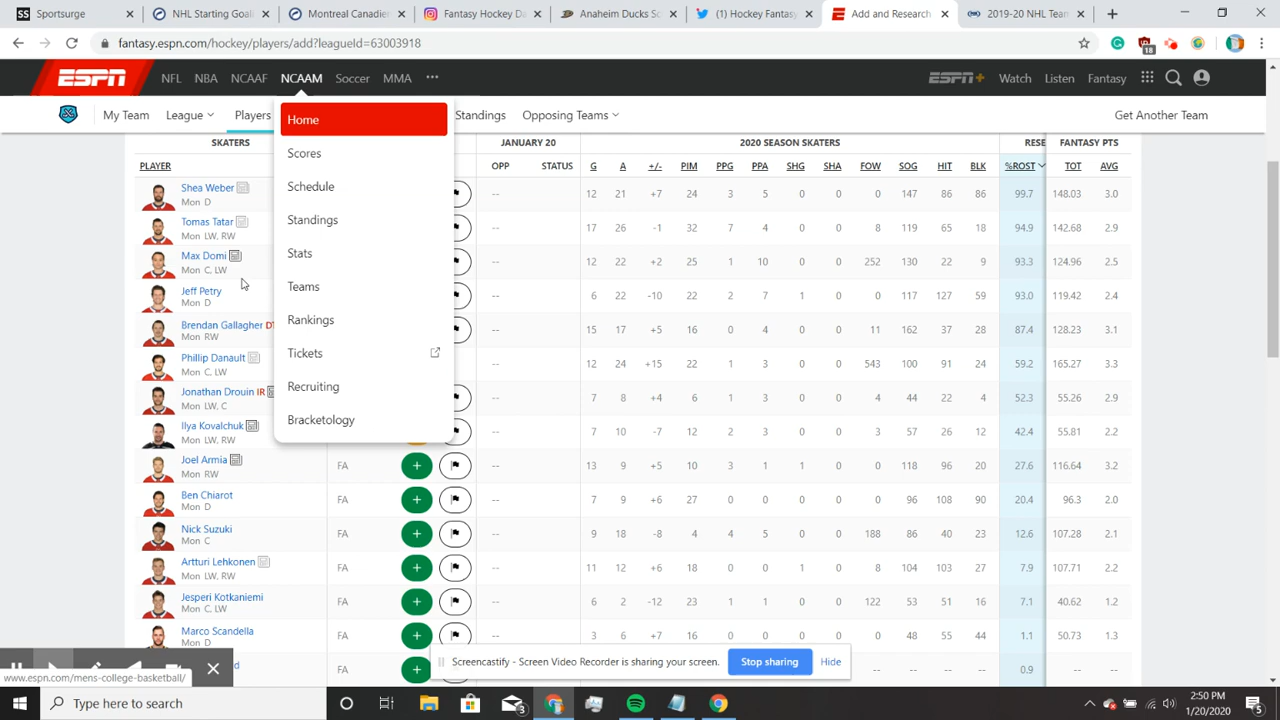 Sportsurge
NHL Starting Goali
Montreal Canadien
Fantasy Hockey Da
Anaheim Ducks Sc
(1) Hockey Fantasy
Add and Research
2019-20 NHL Team
fantasy.espn.com/hockey/players/add?leagueId=63003918
18
ESPN NFL NBA NCAAF NCAAM Soccer MMA ESPN+ Watch Listen Fantasy
My Team League Players Standings Opposing Teams Get Another Team
Home
Scores
Schedule
Standings
Stats
Teams
Rankings
Tickets
Recruiting
Bracketology
SKATERS JANUARY 20 2020 SEASON SKATERS RESE FANTASY PTS
PLAYER OPP STATUS G A +/- PIM PPG PPA SHG SHA FOW SOG HIT BLK %ROST TOT AVG
Shea Weber
Mon D
12 21 +7 24 3 5 0 0 0 147 86 86 99.7 148.03 3.0
Tomas Tatar
Mon LW, RW
-- 17 26 -1 32 7 4 0 0 8 119 65 18 94.9 142.68 2.9
Max Domi
Mon C, LW
-- 12 22 +2 25 1 10 0 0 252 130 22 9 93.3 124.96 2.5
Jeff Petry
Mon D
-- 6 22 -10 22 2 7 1 0 0 117 127 59 93.0 119.42 2.4
Brendan Gallagher DT
Mon RW
-- 15 17 +5 16 0 4 0 0 11 162 37 28 87.4 128.23 3.1
Phillip Danault
Mon C, LW
-- 12 24 +15 22 1 1 0 0 543 100 91 24 59.2 165.27 3.3
Jonathan Drouin IR
Mon LW, C
-- 7 8 +4 6 1 3 0 0 4 44 22 4 52.3 55.26 2.9
Ilya Kovalchuk
Mon LW, RW
-- 7 10 -7 12 2 3 0 0 3 57 26 12 42.4 55.81 2.2
Joel Armia
Mon RW
FA -- 13 9 +5 10 3 1 1 0 0 118 96 20 27.6 116.64 3.2
Ben Chiarot
Mon D
FA -- 7 9 +6 27 0 0 0 0 0 96 108 90 20.4 96.3 2.0
Nick Suzuki
Mon C
FA -- 9 18 -8 4 4 5 0 0 188 86 40 23 12.6 107.28 2.1
Artturi Lehkonen
Mon LW, RW
FA -- 11 12 +6 18 0 0 1 0 8 104 103 27 7.9 107.71 2.2
Jesperi Kotkaniemi
Mon C, LW
FA -- 6 2 -12 23 1 1 0 0 122 53 51 16 7.1 40.62 1.2
Marco Scandella
Mon D
FA -- 3 6 +7 16 0 0 0 0 0 48 55 44 1.1 50.73 1.3
FA -- -- 0.9 -- --
Screencastify - Screen Video Recorder is sharing your screen. Stop sharing Hide
www.espn.com/mens-college-basketball/
Type here to search
3
2:50 PM
1/20/2020
5